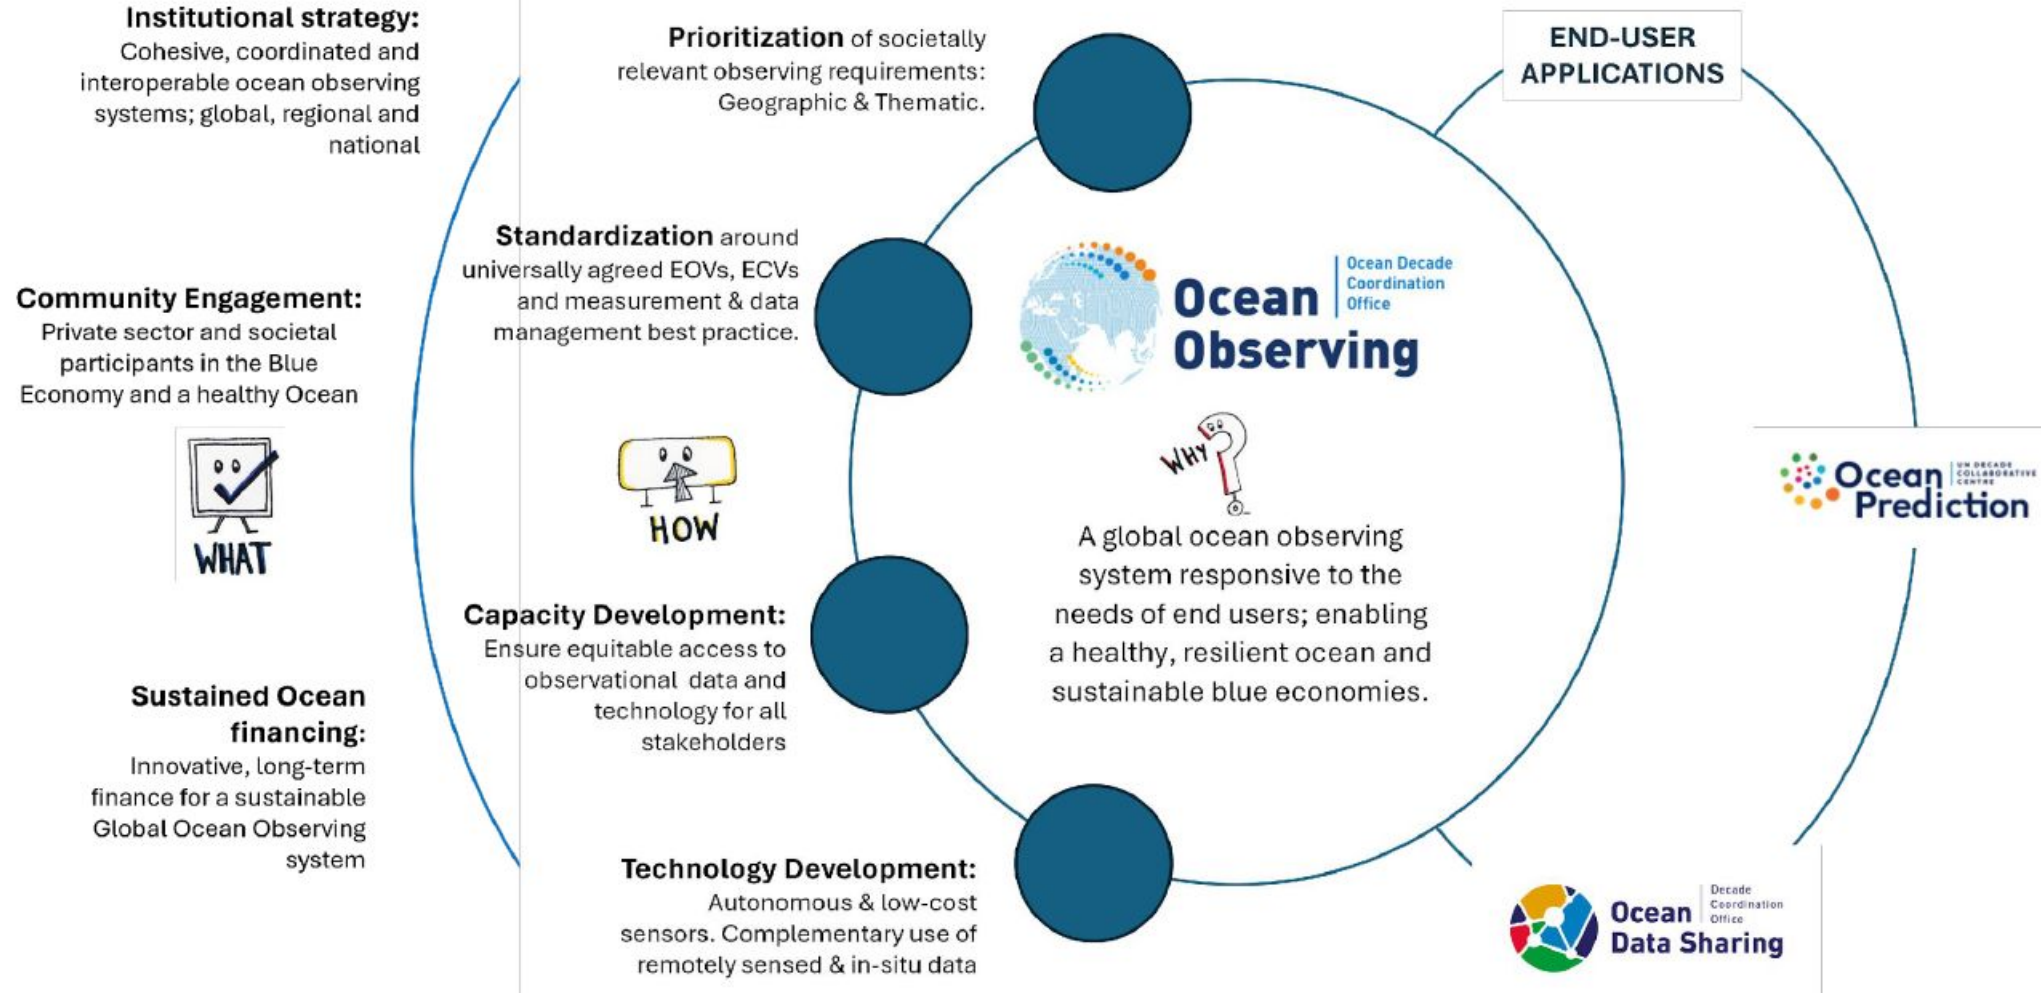 Institutional strategy:
Cohesive, coordinated and
interoperable ocean observing
systems; global, regional and
national
Community Engagement:
Private sector and societal
participants in the Blue
Economy and a healthy Ocean
WHAT
Sustained Ocean
financing:
Innovative, long-term
finance for a sustainable
Global Ocean Observing
system
Prioritization of societally
relevant observing requirements:
Geographic & Thematic.
Standardization around
universally agreed EOVs, ECVs
and measurement & data
management best practice.
HOW
Capacity Development:
Ensure equitable access to
observational data and
technology for all
stakeholders
Technology Development:
Autonomous & low-cost
sensors. Complementary use of
remotely sensed & in-situ data
Ocean
Observing
Ocean Decade
Coordination
Office
WHY
A global ocean observing
system responsive to the
needs of end users; enabling
a healthy, resilient ocean and
sustainable blue economies.
END-USER
APPLICATIONS
Ocean
Prediction
UN DECADE
COLLABORATIVE
CENTRE
Ocean
Data Sharing
Decade
Coordination
Office